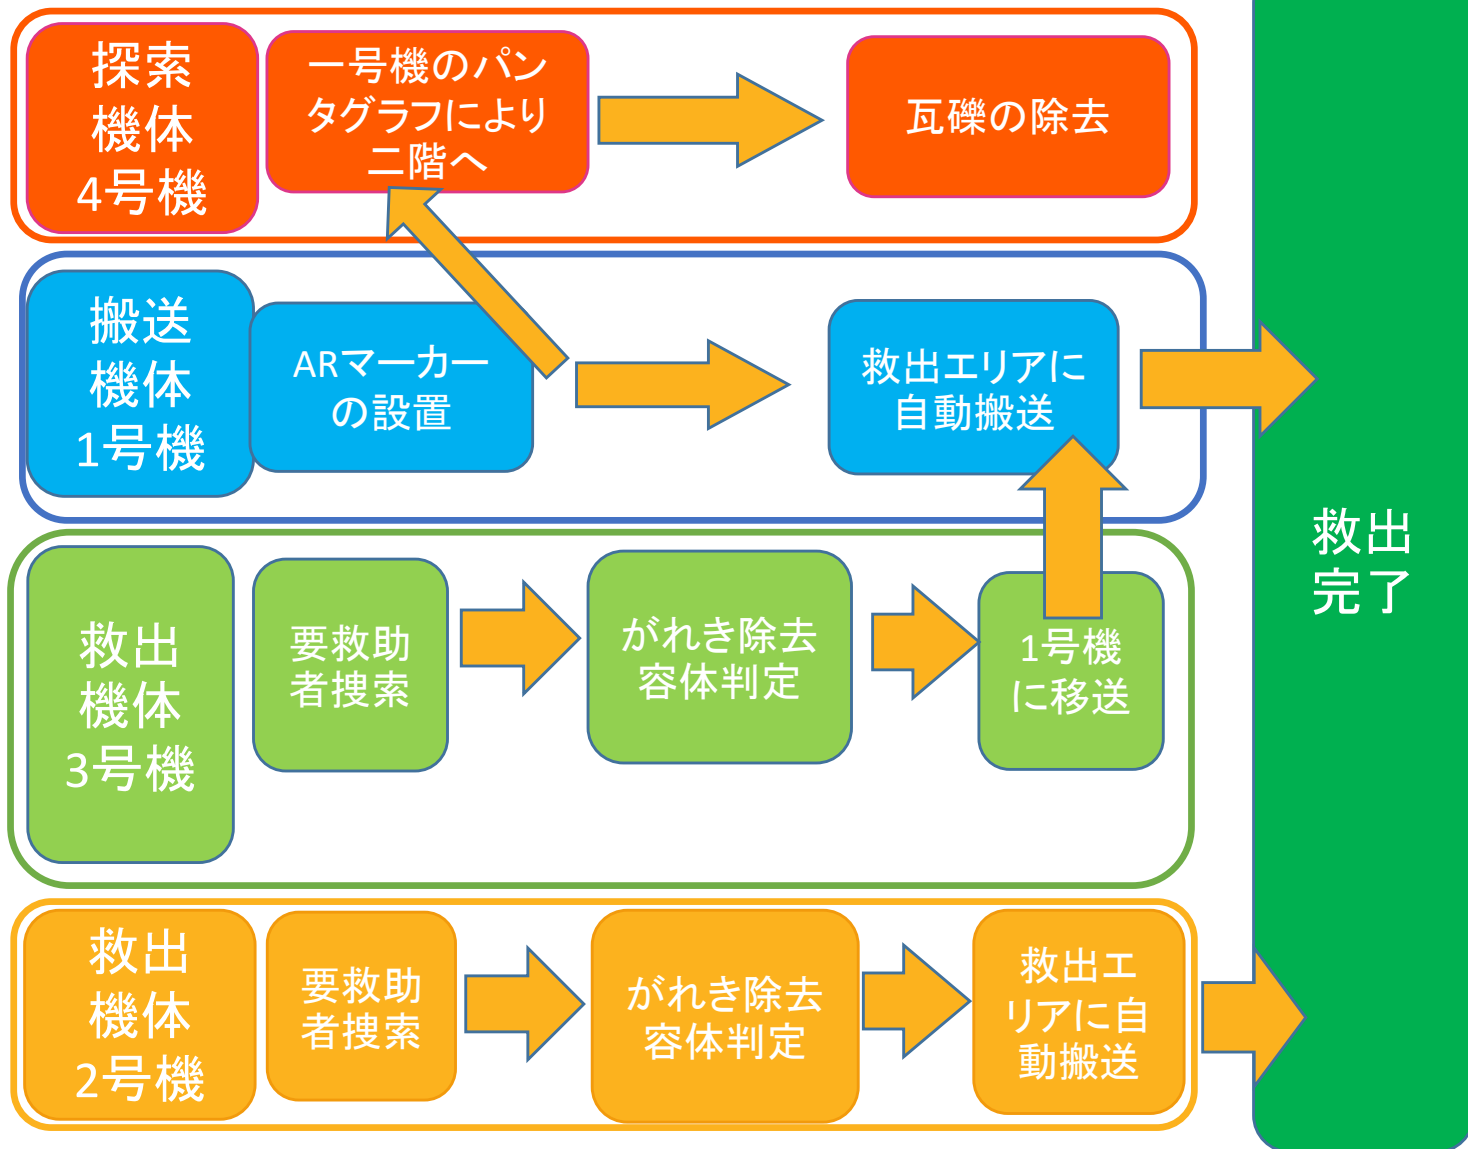 探索
機体
4号機
一号機のパン
タグラフにより
二階へ
瓦礫の除去
搬送
機体
1号機
ARマーカー
の設置
救出エリアに
自動搬送
救出
機体
3号機
要救助
者捜索
がれき除去
容体判定
1号機
に移送
救出
機体
2号機
要救助
者捜索
がれき除去
容体判定
救出エ
リアに自
動搬送
救出
完了